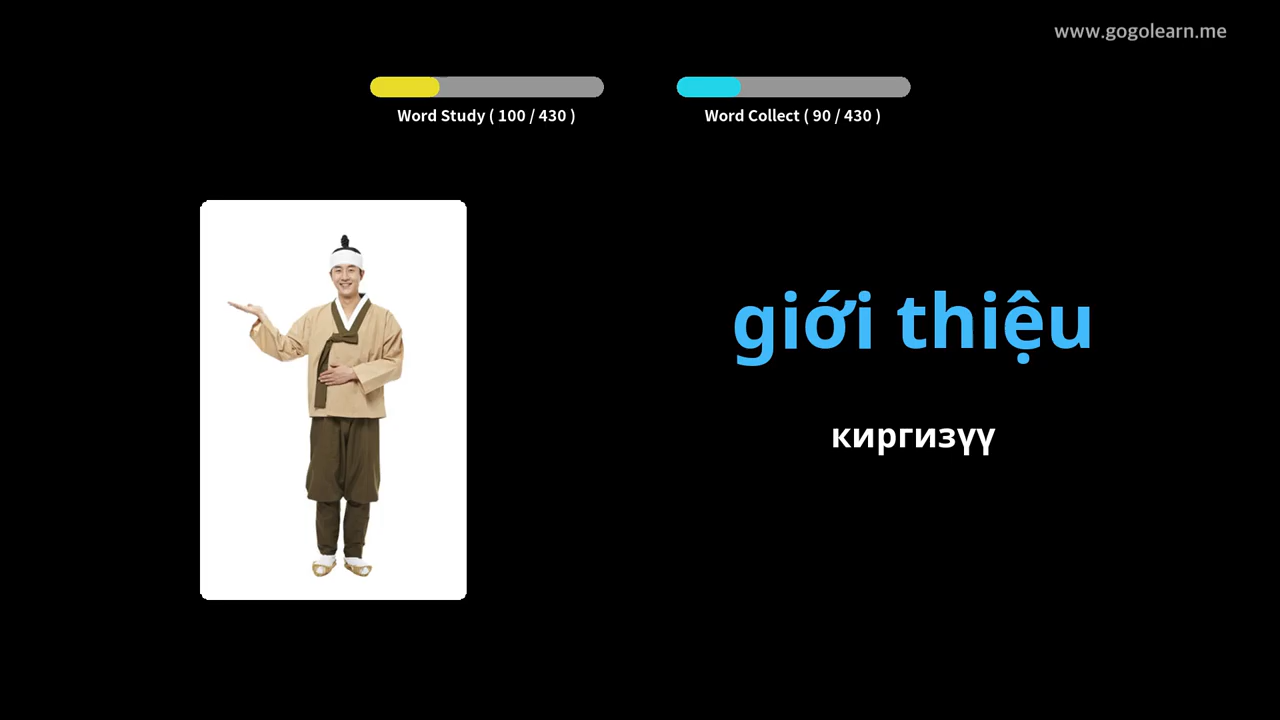 www.gogolearn.me
Word Study ( 100 / 430 )
Word Collect ( 90 / 430 )
giới thiệu
киргизүү